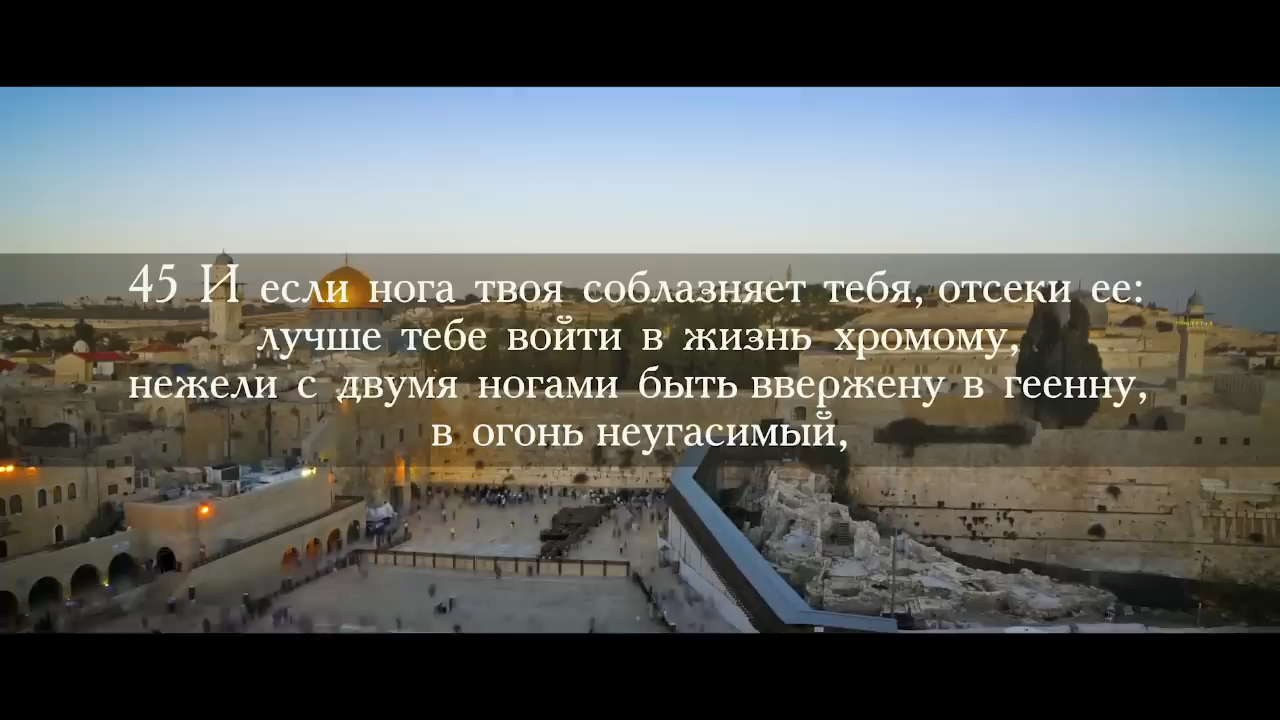 45 И если нога твоя соблазняет тебя, отсеки ее:
лучше тебе войти в жизнь хромому,
нежели с двумя ногами быть ввержену в геенну,
в огонь неугасимый,